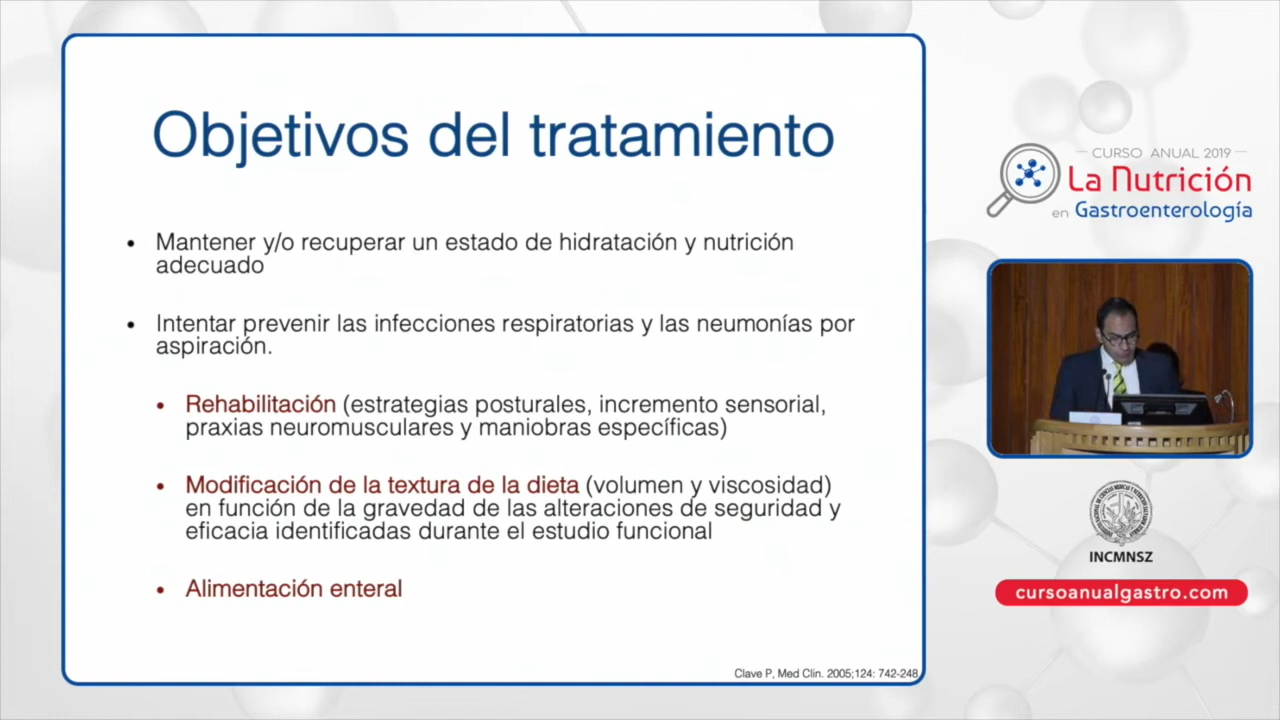 Objetivos del tratamiento
• Mantener y/o recuperar un estado de hidratación y nutrición
adecuado
• Intentar prevenir las infecciones respiratorias y las neumonías por
aspiración.
• Rehabilitación (estrategias posturales, incremento sensorial,
praxias neuromusculares y maniobras específicas)
• Modificación de la textura de la dieta (volumen y viscosidad)
en función de la gravedad de las alteraciones de seguridad y
eficacia identificadas durante el estudio funcional
• Alimentación enteral
Clave P, Med Clin. 2005;124: 742-248
CURSO ANUAL 2019
La Nutrición
en Gastroenterología
INCMNSZ
cursoanualgastro.com